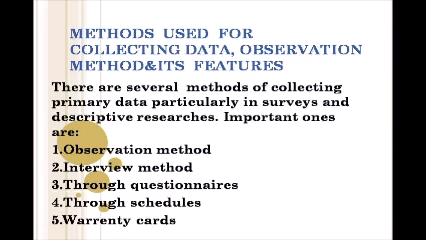 METHODS USED FOR
COLLECTING DATA, OBSERVATION
METHOD&ITS FEATURES
There are several methods of collecting
primary data particularly in surveys and
descriptive researches. Important ones
are:
1.Observation method
2.Interview method
3.Through questionnaires
4.Through schedules
5.Warrenty cards